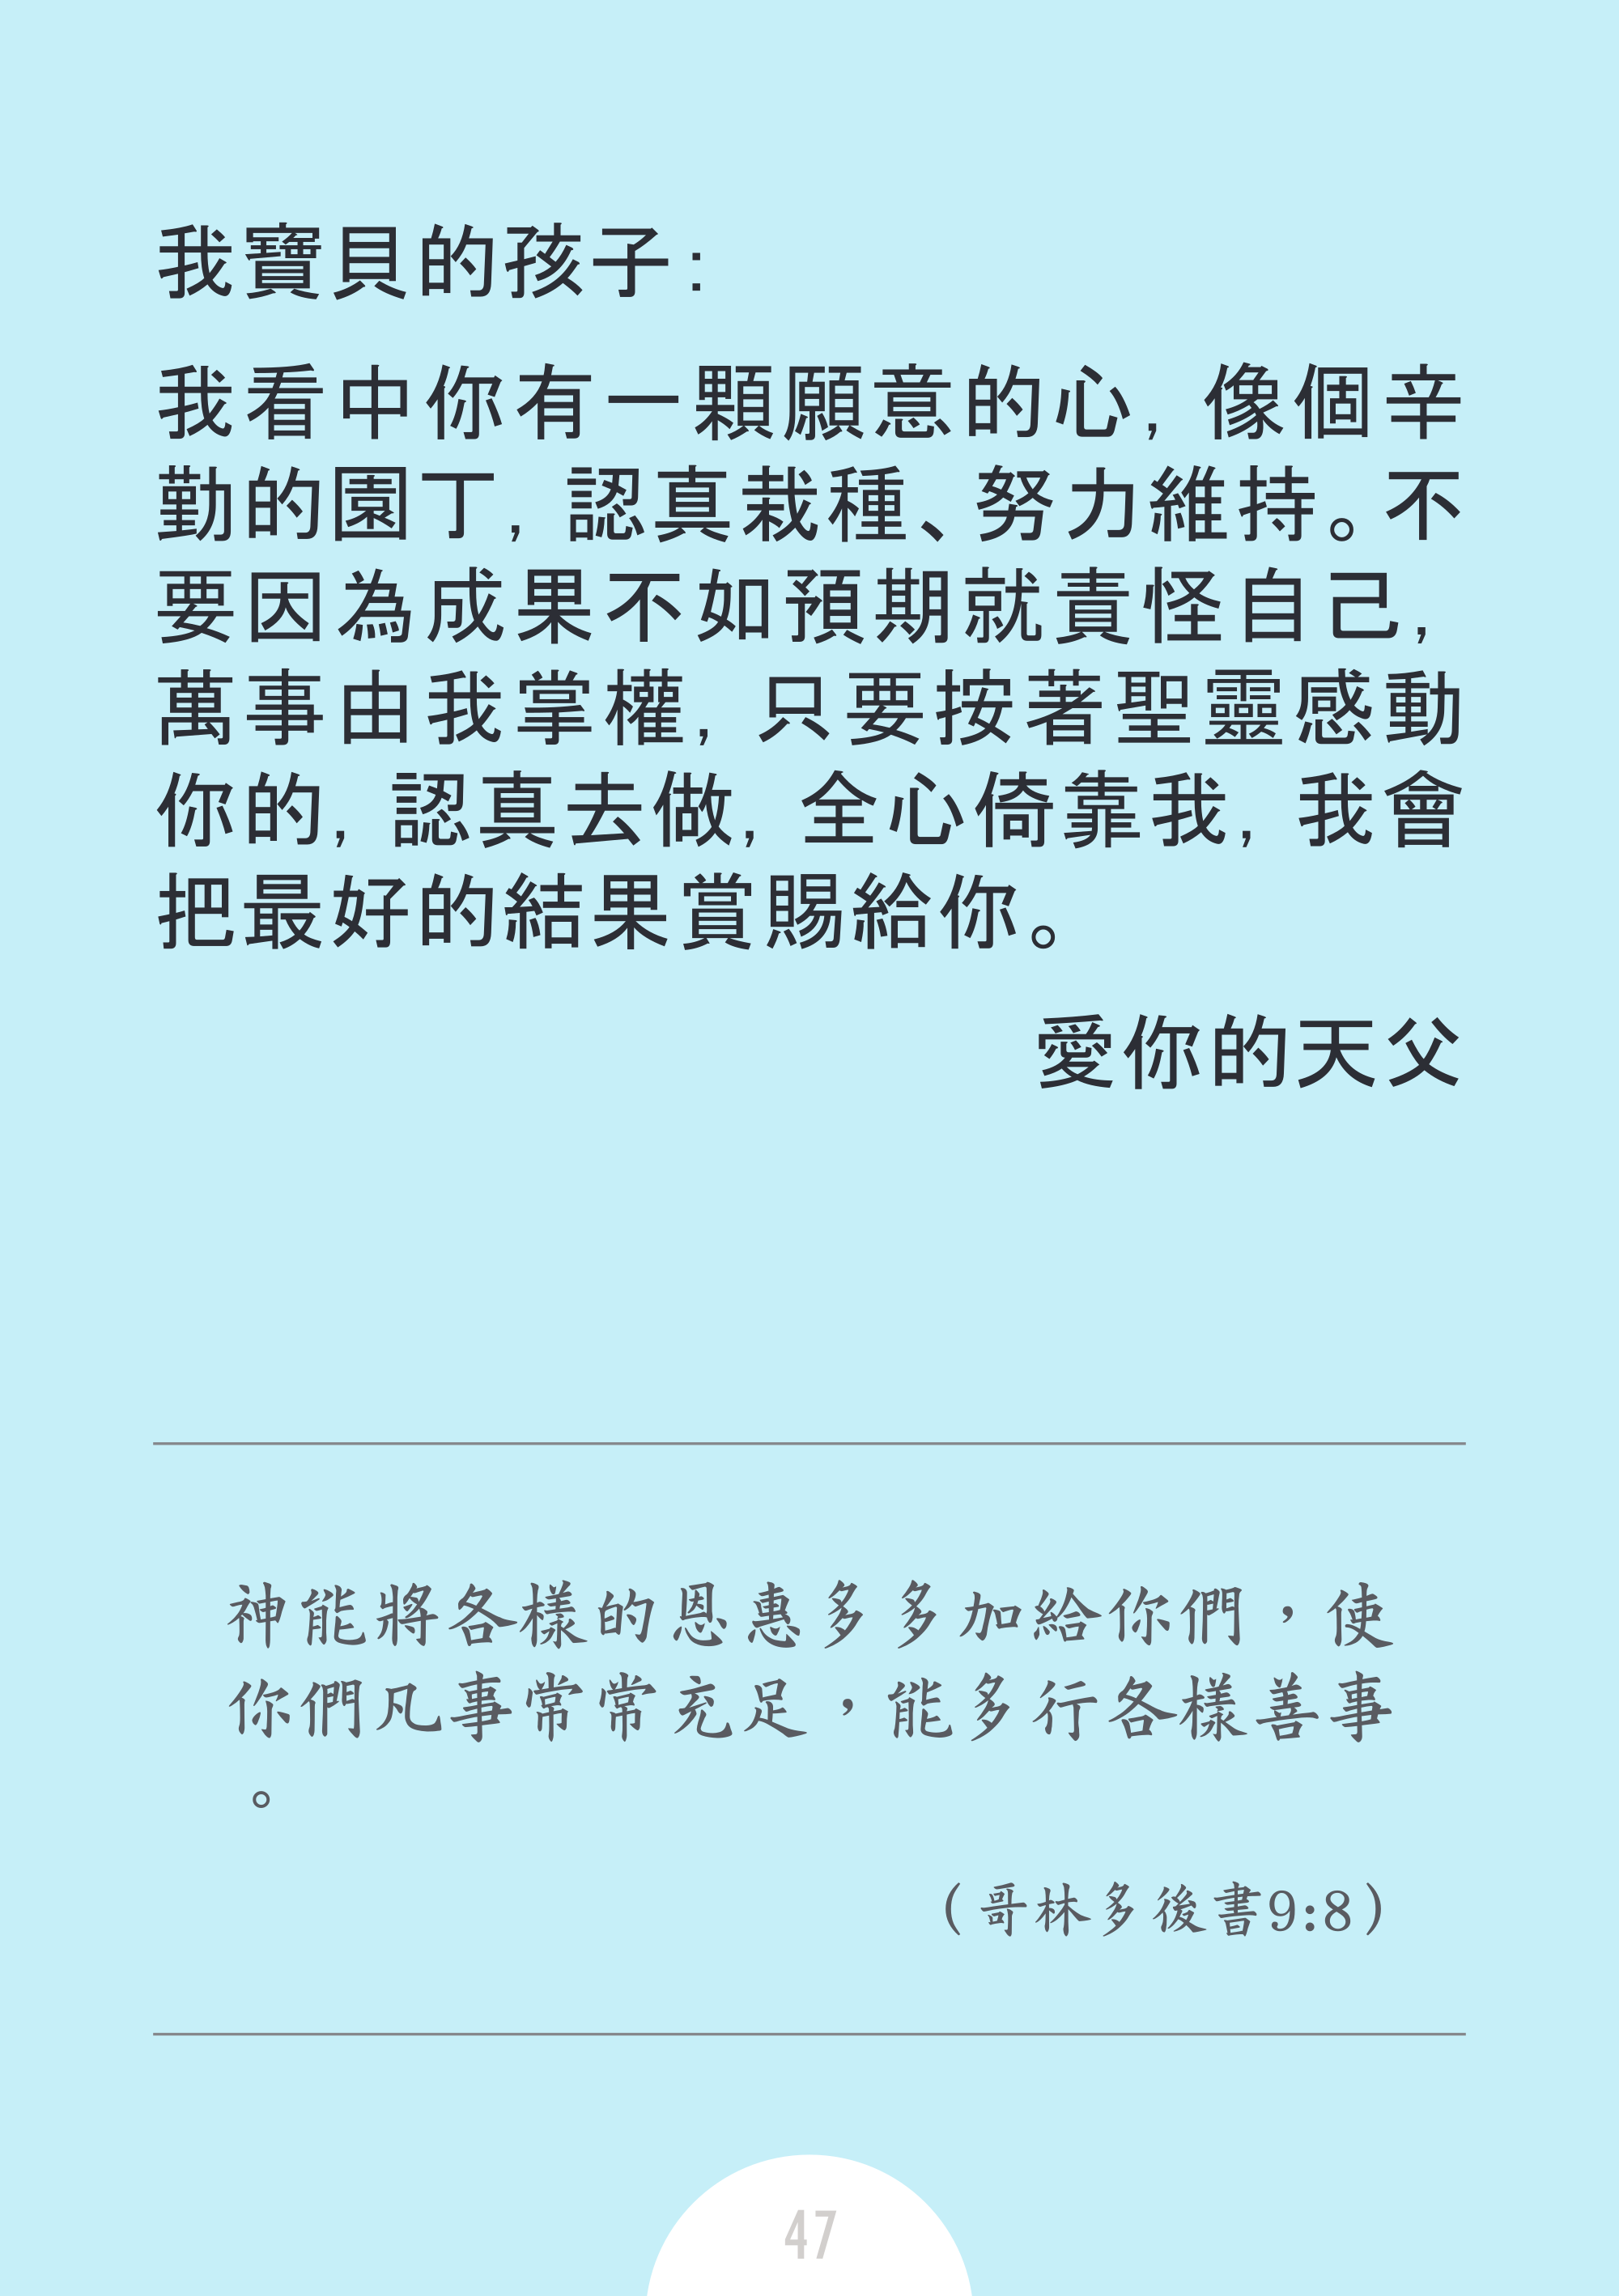 我寶貝的孩子：
我看中你有一顆願意的心，像個辛
勤的園丁，認真栽種、努力維持。不
要因為成果不如預期就責怪自己，
萬事由我掌權，只要按著聖靈感動
你的，認真去做，全心倚靠我，我會
把最好的結果賞賜給你。
愛你的天父
神能將各樣的恩惠多多加給你們，使
你們凡事常常充足，能多行各樣善事
。
（哥林多後書9:8）
47